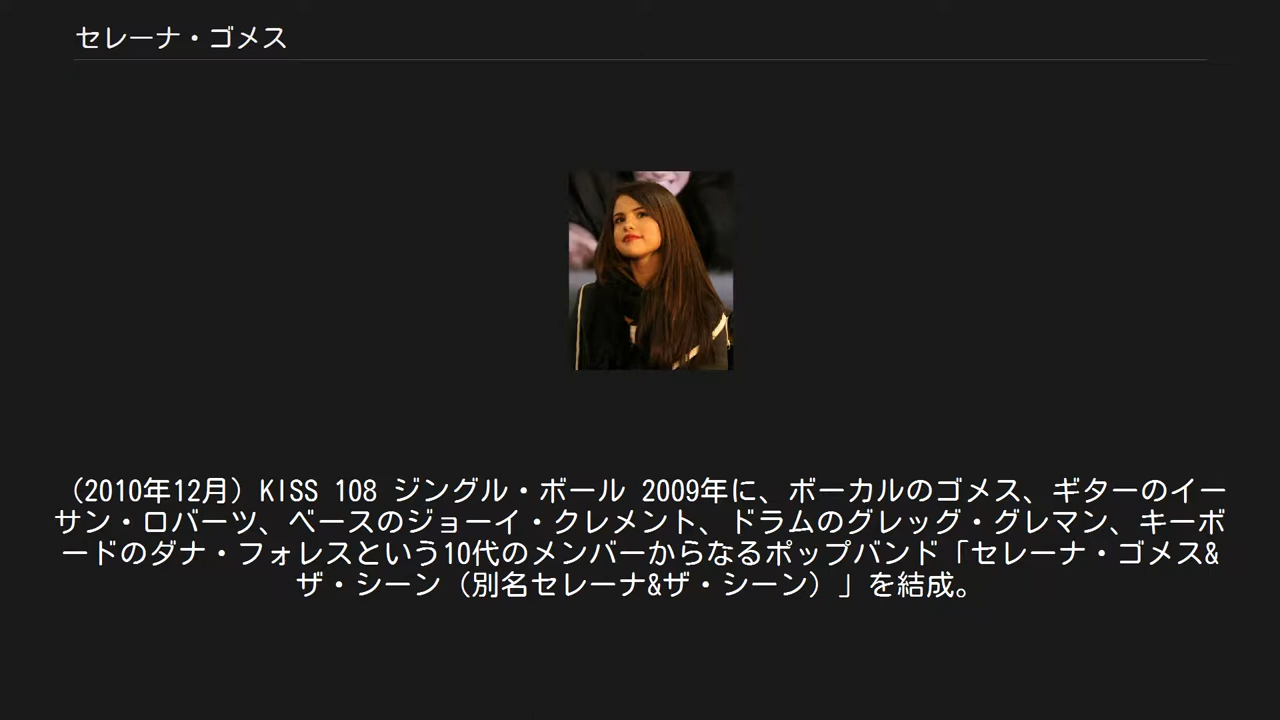 セレーナ・ゴメス
（2010年12月）KISS 108 ジングル・ボール 2009年に、ボーカルのゴメス、ギターのイー
サン・ロバーツ、ベースのジョーイ・クレメント、ドラムのグレッグ・グレマン、キーボ
ードのダナ・フォレスという10代のメンバーからなるポップバンド「セレーナ・ゴメス&
ザ・シーン（別名セレーナ&ザ・シーン）」を結成。